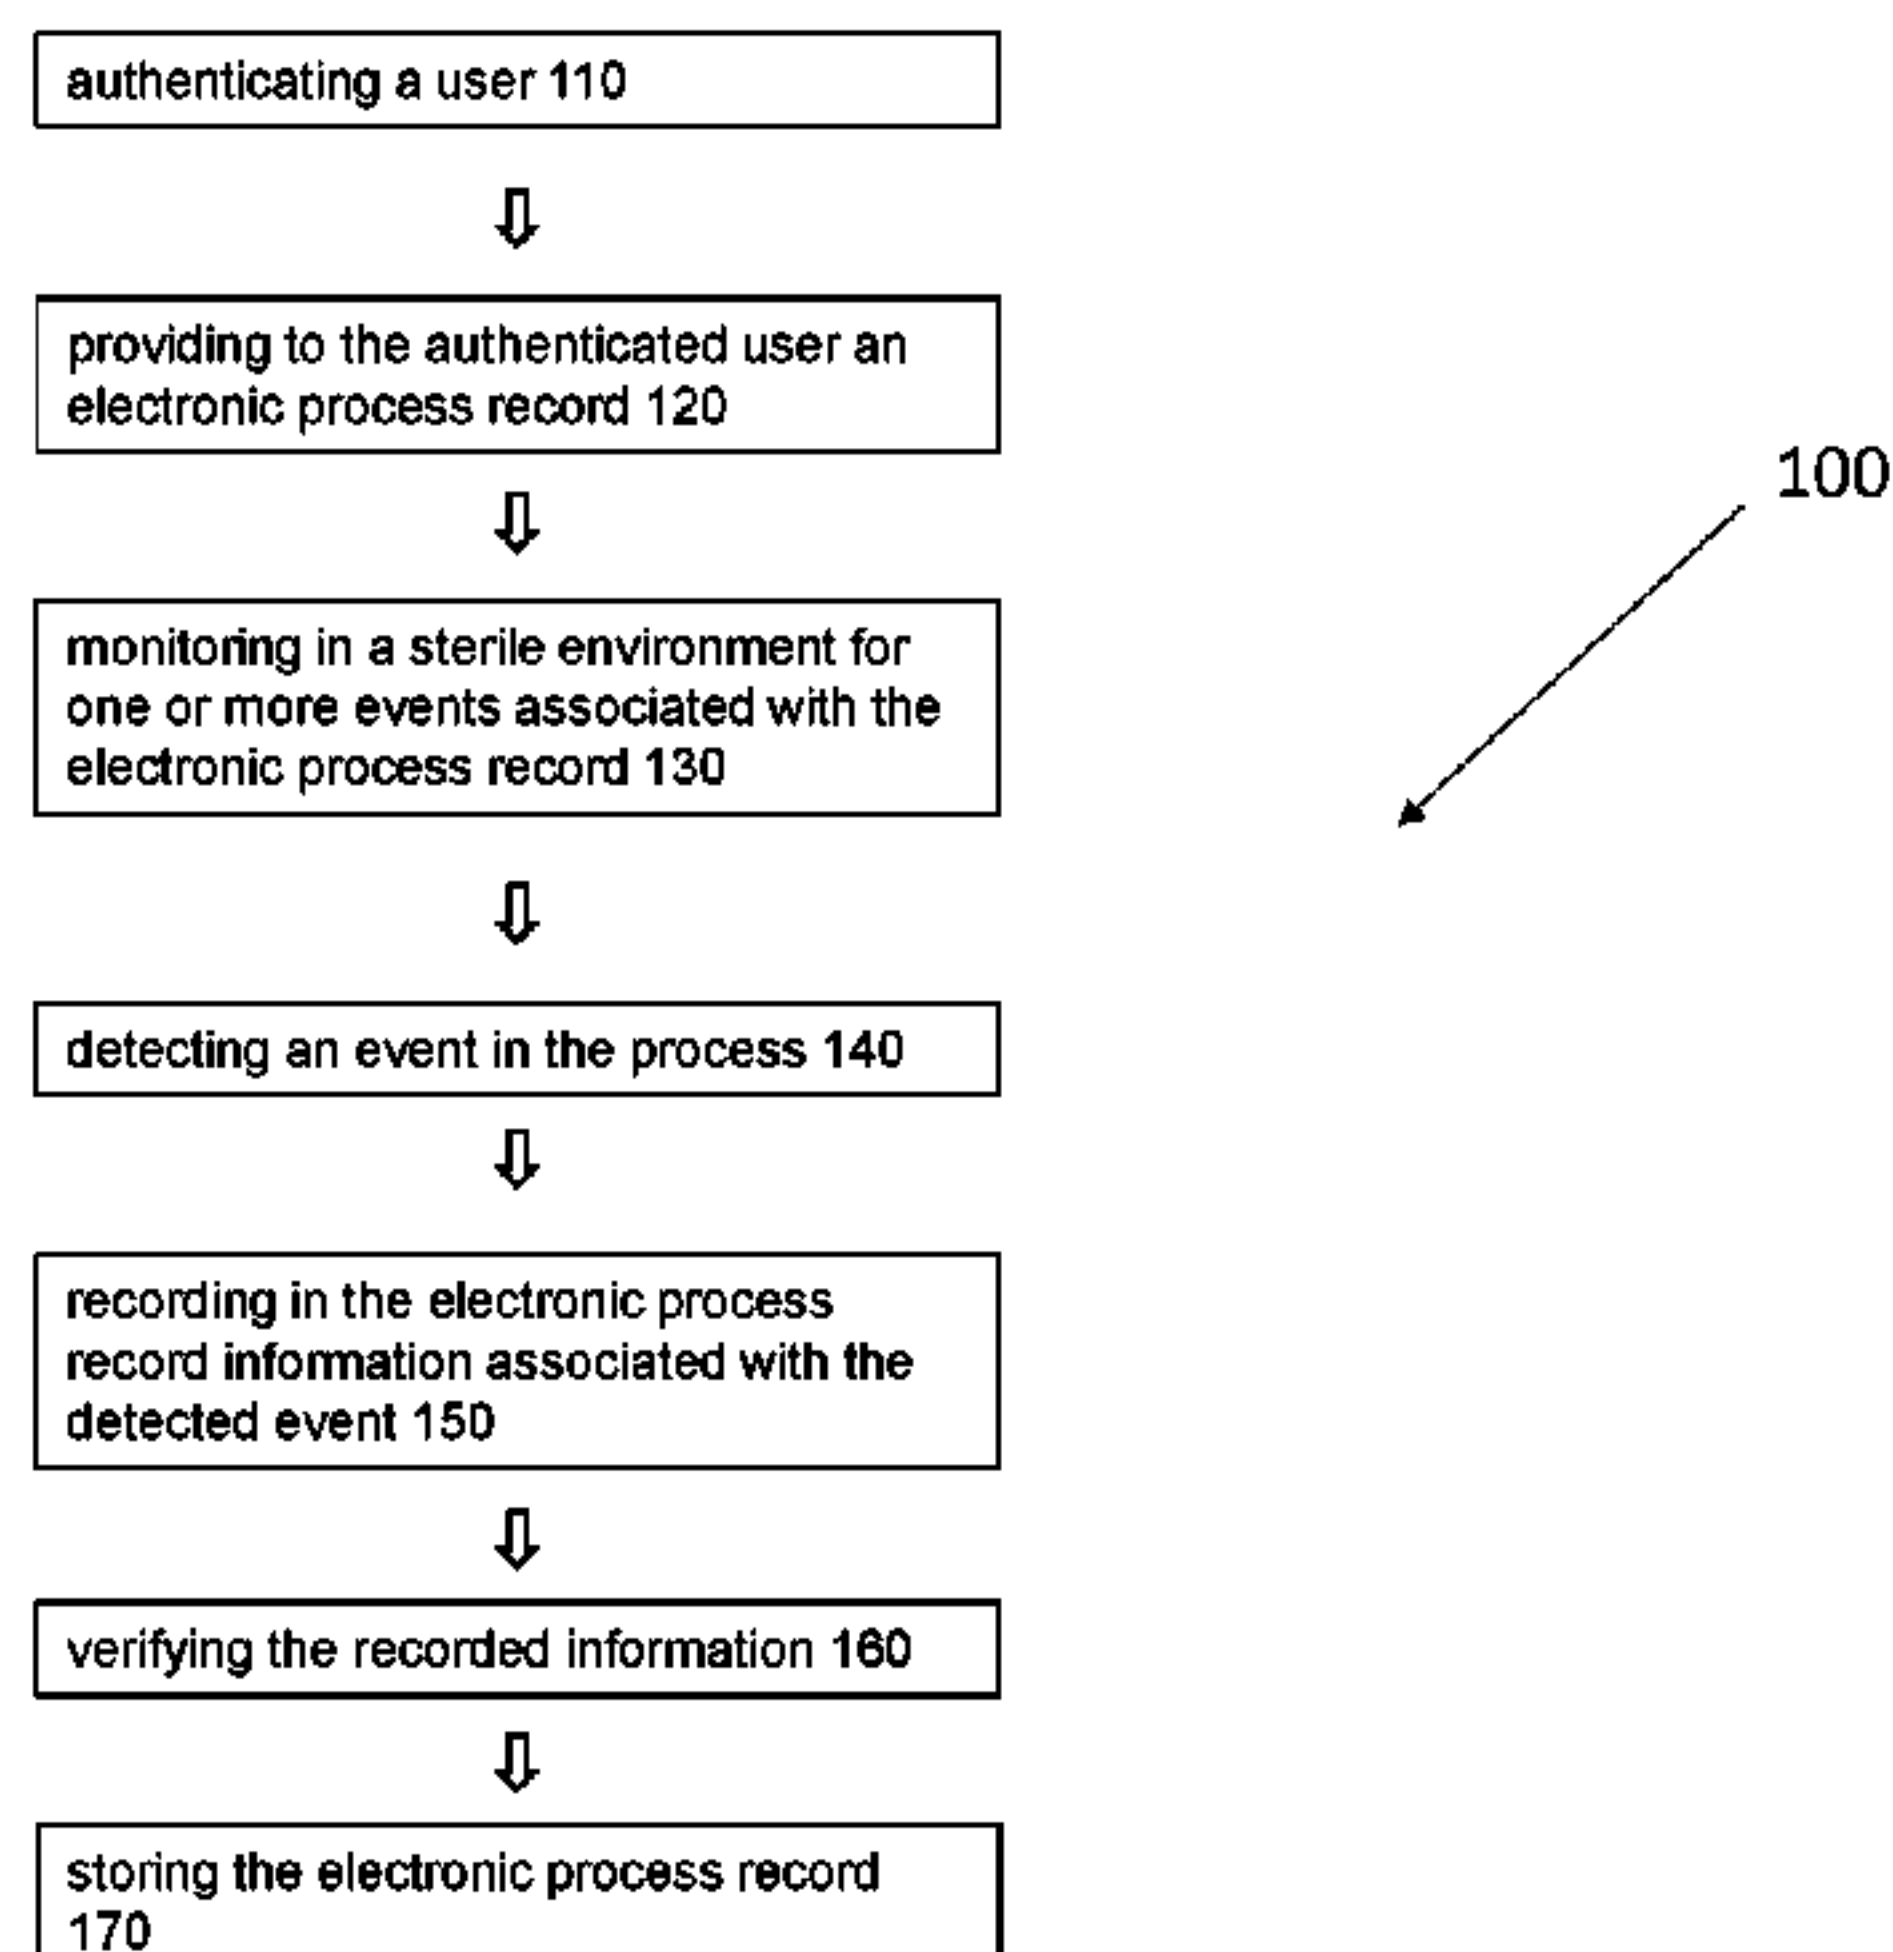 authenticating a user 110
providing to the authenticated user an
electronic process record 120
100
monitoring in a sterile environment for
one or more events associated with the
electronic process record 130
detecting an event in the process 140
recording in the electronic process
record information associated with the
detected event 150
verifying the recorded information 160
storing the electronic process record
170